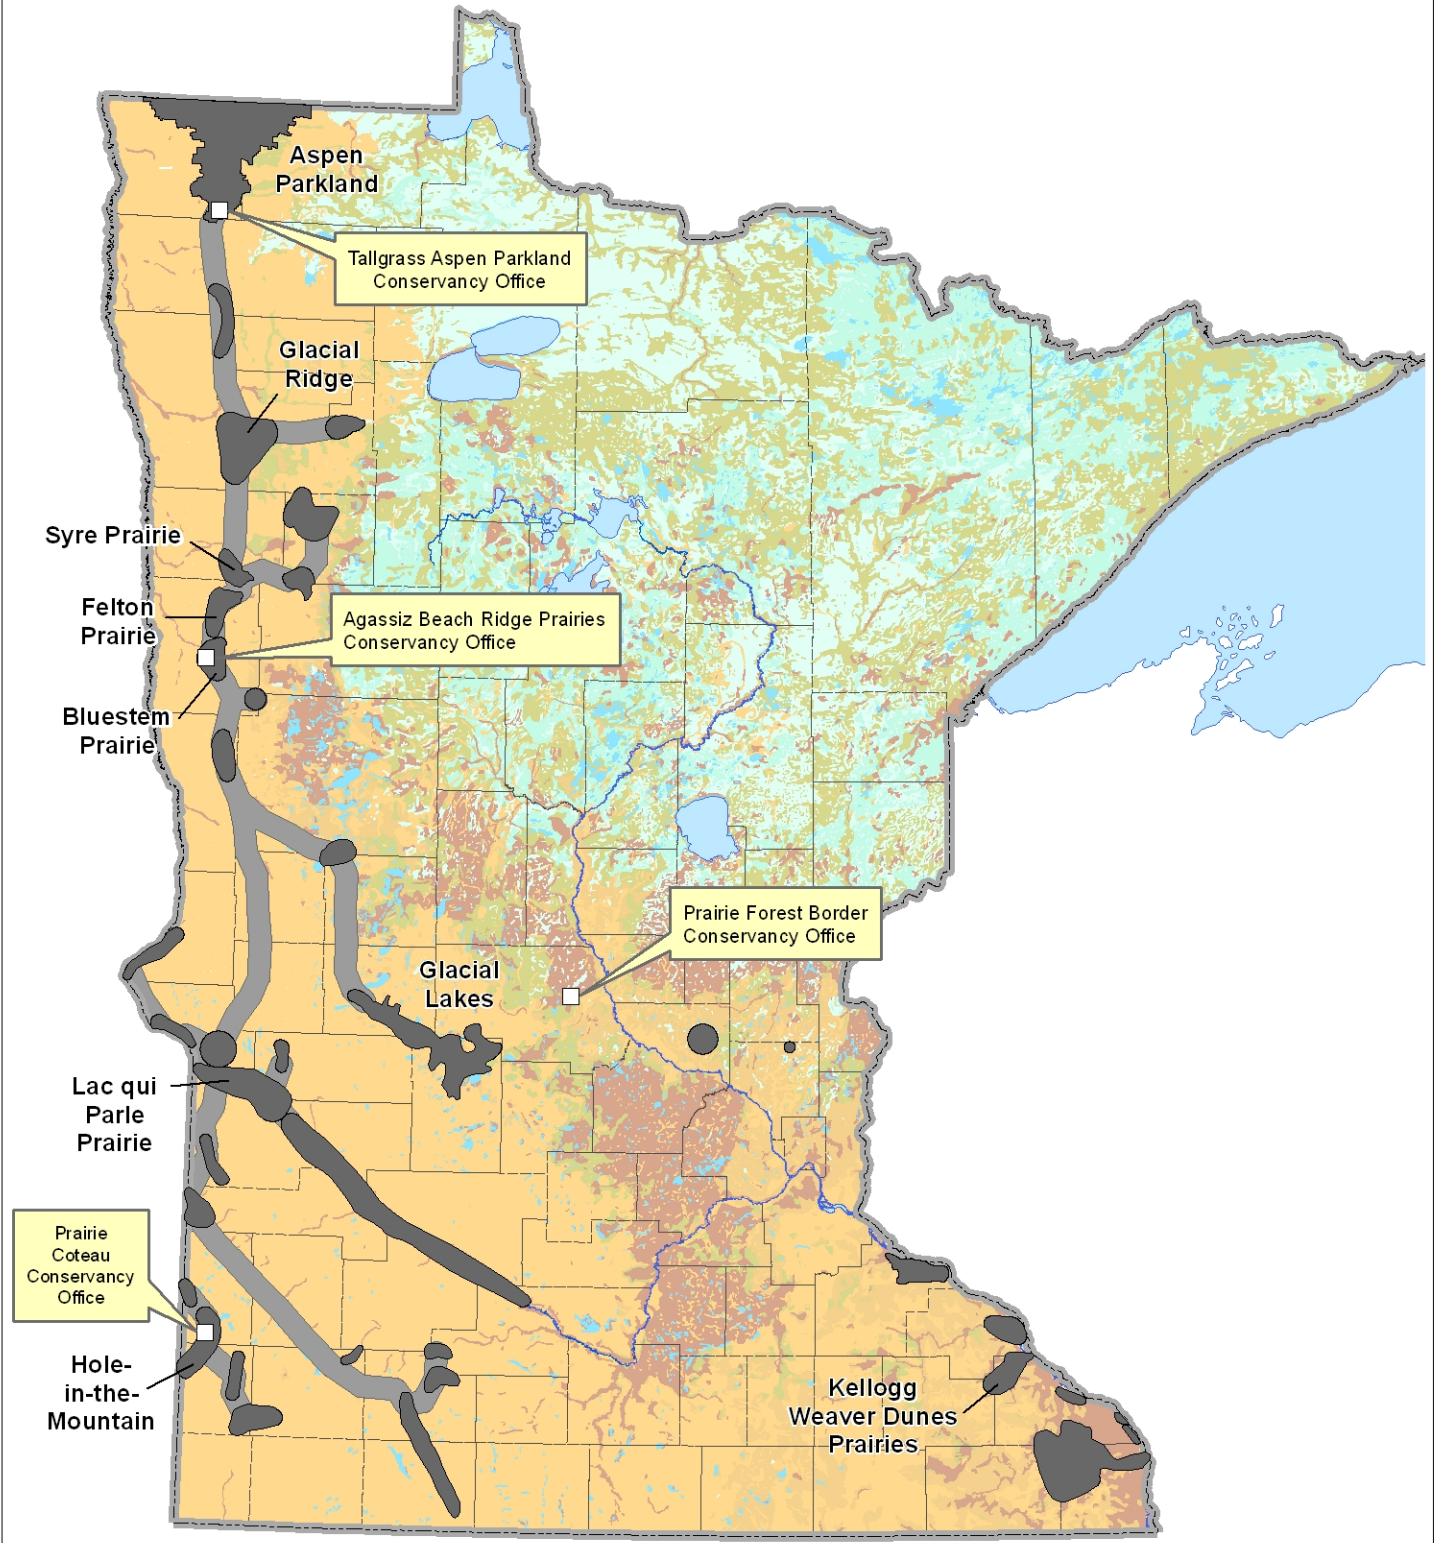 Aspen
Parkland
Tallgrass Aspen Parkland
Conservancy Office
Glacial
Ridge
Syre Prairie
Felton
Prairie
Agassiz Beach Ridge Prairies
Conservancy Office
Bluestem
Prairie
Prairie Forest Border
Conservancy Office
Glacial
Lakes
Lac qui
Parle
Prairie
Prairie
Coteau
Conservancy
Office
Hole-
in-the-
Mountain
Kellogg
Weaver Dunes
Prairies